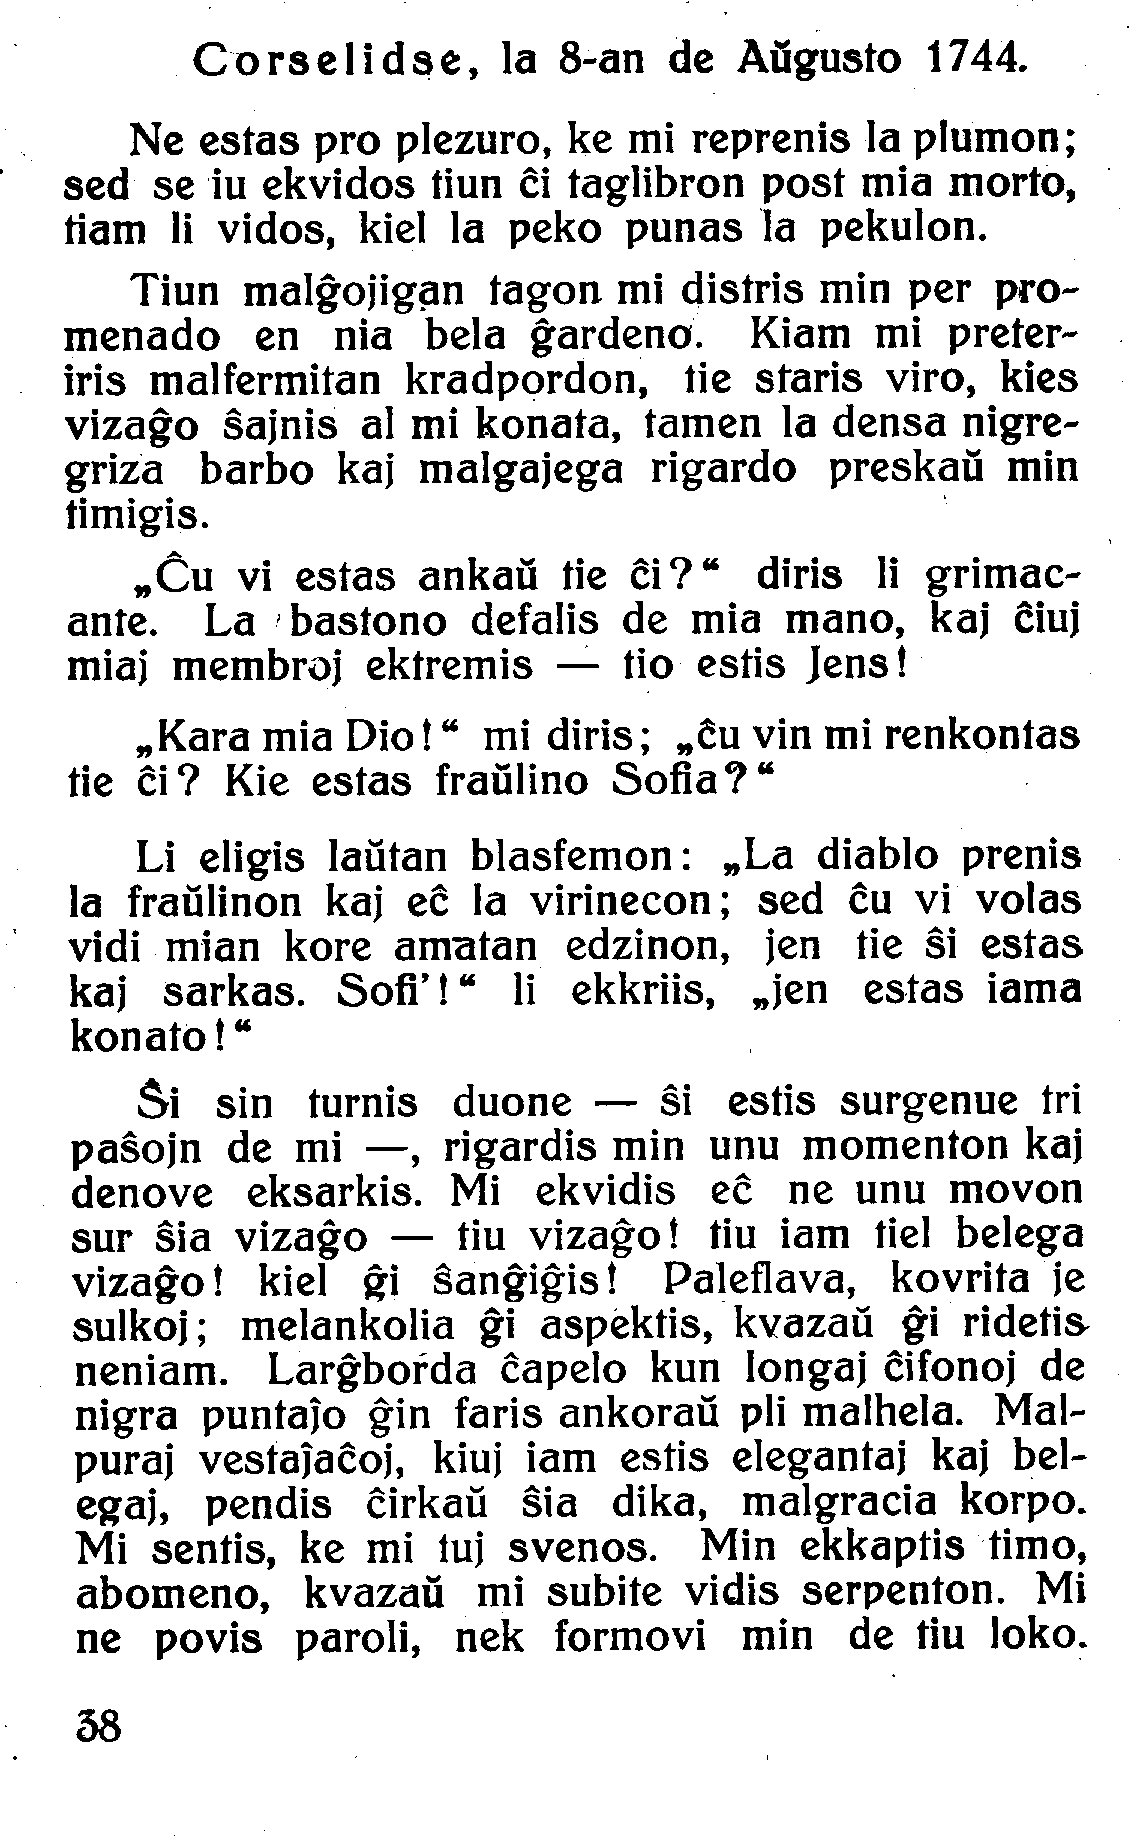 Corselidse, la 8-an de Aŭgusto 1744.
Ne estas pro plezuro, ke mi reprenis la plumon;
sed se iu ekvidos tiun ĉi taglibron post mia morto,
tiam li vidos, kiel la peko punas la pekulon.
Tiun malĝojigan tagon mi distris min per pro-
menado en nia bela ĝardeno. Kiam mi preter-
iris malfermitan kradpordon, tie staris viro, kies
vizaĝo ŝajnis al mi konata, tamen la densa nigre-
griza barbo kaj malgajega rigardo preskaŭ min
timigis.
„Ĉu vi estas ankaŭ tie ĉi?“ diris li grimac-
ante. La bastono defalis de mia mano, kaj ĉiuj
miaj membroj ektremis — tio estis Jens!
„Kara mia Dio!“ mi diris; „ĉu vin mi renkontas
tie ĉi? Kie estas fraŭlino Sofia?“
Li eligis laŭtan blasfemon: „La diablo prenis
la fraŭlinon kaj eĉ la virinecon; sed ĉu vi volas
vidi mian kore amatan edzinon, jen tie ŝi estas
kaj sarkas. Sofi’!“ li ekkriis, „jen estas iama
konato!“
Ŝi sin turnis duone — ŝi estis surgenue tri
paŝojn de mi —, rigardis min unu momenton kaj
denove eksarkis. Mi ekvidis eĉ ne unu movon
sur ŝia vizaĝo — tiu vizaĝo! tiu iam tiel belega
vizaĝo! kiel ĝi ŝanĝiĝis! Paleflava, kovrita je
sulkoj; melankolia ĝi aspektis, kvazaŭ ĝi ridetis
neniam. Larĝborda ĉapelo kun longaj ĉifonoj de
nigra puntaĵo ĝin faris ankoraŭ pli malhela. Mal-
puraj vestaĵaĉoj, kiuj iam estis elegantaj kaj bel-
egaj, pendis ĉirkaŭ ŝia dika, malgracia korpo.
Mi sentis, ke mi tuj svenos. Min ekkaptis timo,
abomeno, kvazaŭ mi subite vidis serpenton. Mi
ne povis paroli, nek formovi min de tiu loko.
38